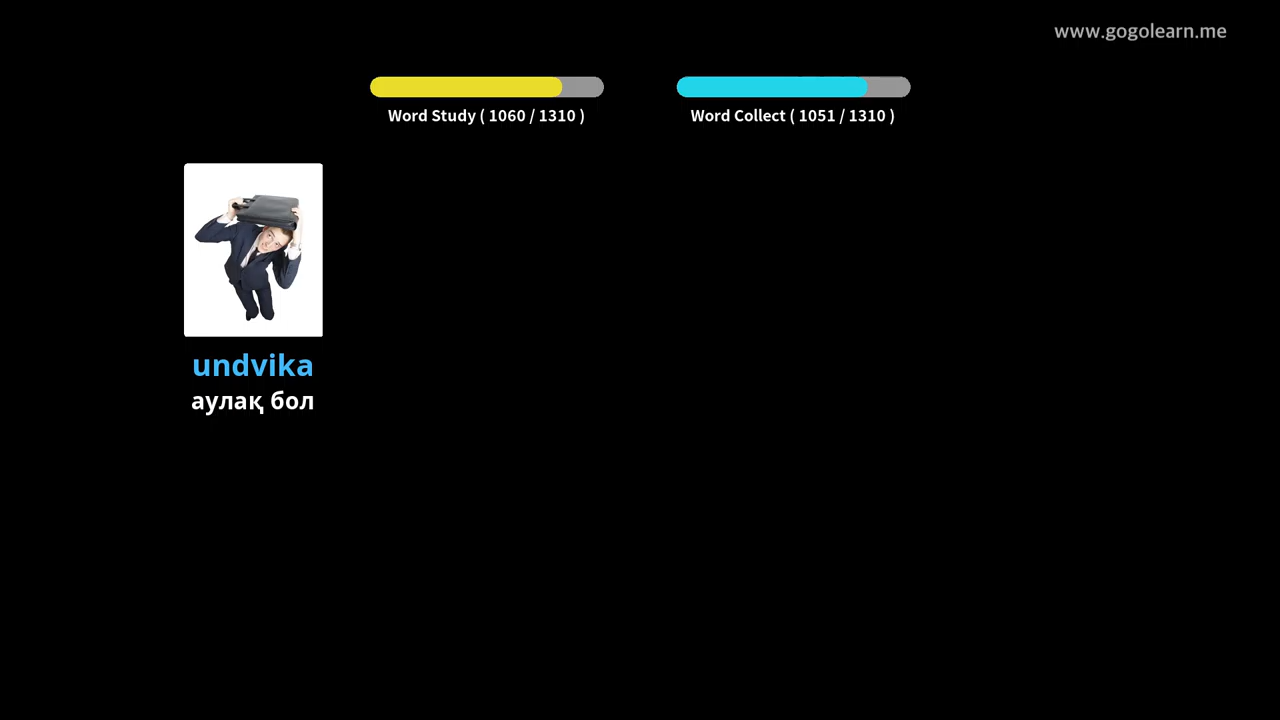 www.gogolearn.me
Word Study ( 1060 / 1310 )
Word Collect ( 1051 / 1310 )
undvika
аулақ бол